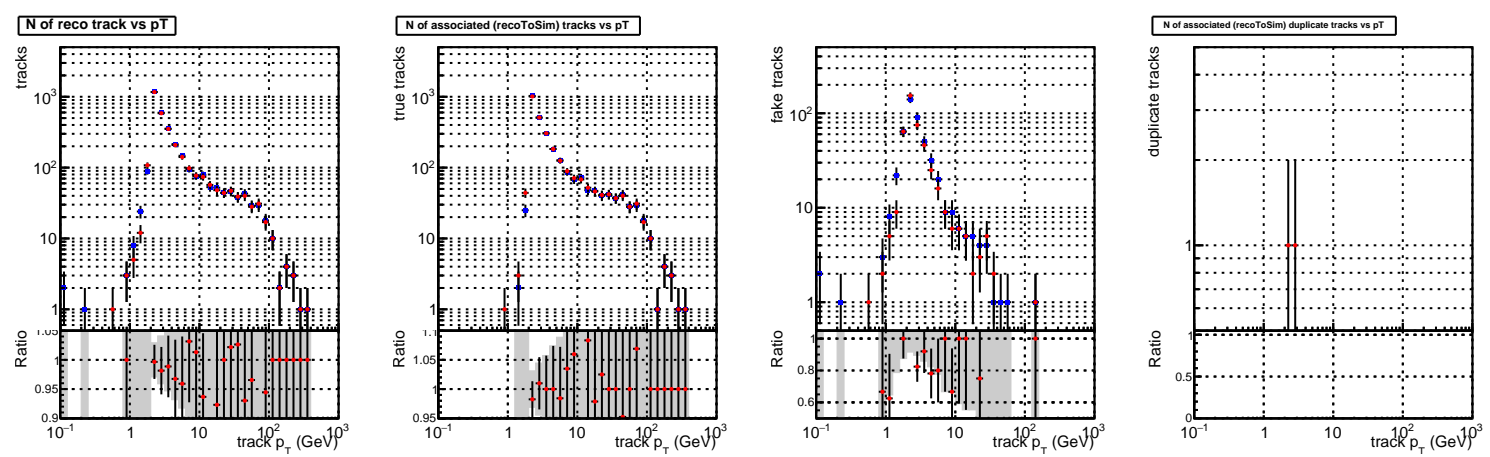 N of reco track vs pT
tracks
10³
10²
10
1
Ratio
1.05
1
0.95
0.9
10⁻¹ 1 10 10² 10³
track p_T (GeV)
N of associated (recoToSim) tracks vs pT
true tracks
10³
10²
10
1
Ratio
1.1
1.05
1
0.95
10⁻¹ 1 10 10² 10³
track p_T (GeV)
fake tracks
10²
10
1
Ratio
1
0.8
0.6
10⁻¹ 1 10 10² 10³
track p_T (GeV)
N of associated (recoToSim) duplicate tracks vs pT
duplicate tracks
1
Ratio
1
0.5
0
10⁻¹ 1 10 10² 10³
track p_T (GeV)